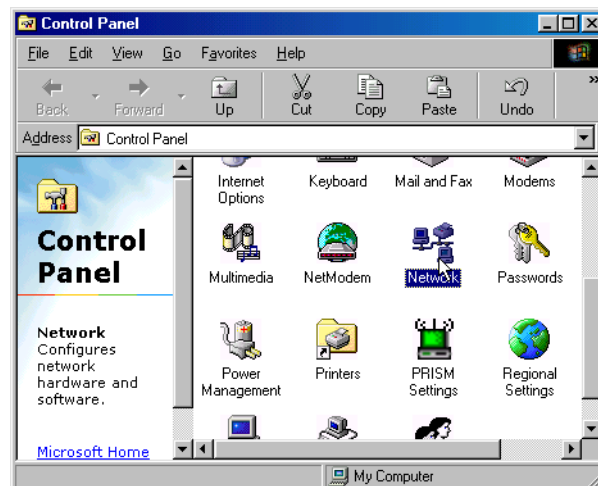 Control Panel
File Edit View Go Favorites Help
Back Forward Up Cut Copy Paste Undo »
Address Control Panel
Control
Panel
Network
Configures
network
hardware and
software.
Microsoft Home
Internet
Options
Keyboard
Mail and Fax
Modems
Multimedia
NetModem
Network
Passwords
Power
Management
Printers
PRISM
Settings
Regional
Settings
My Computer